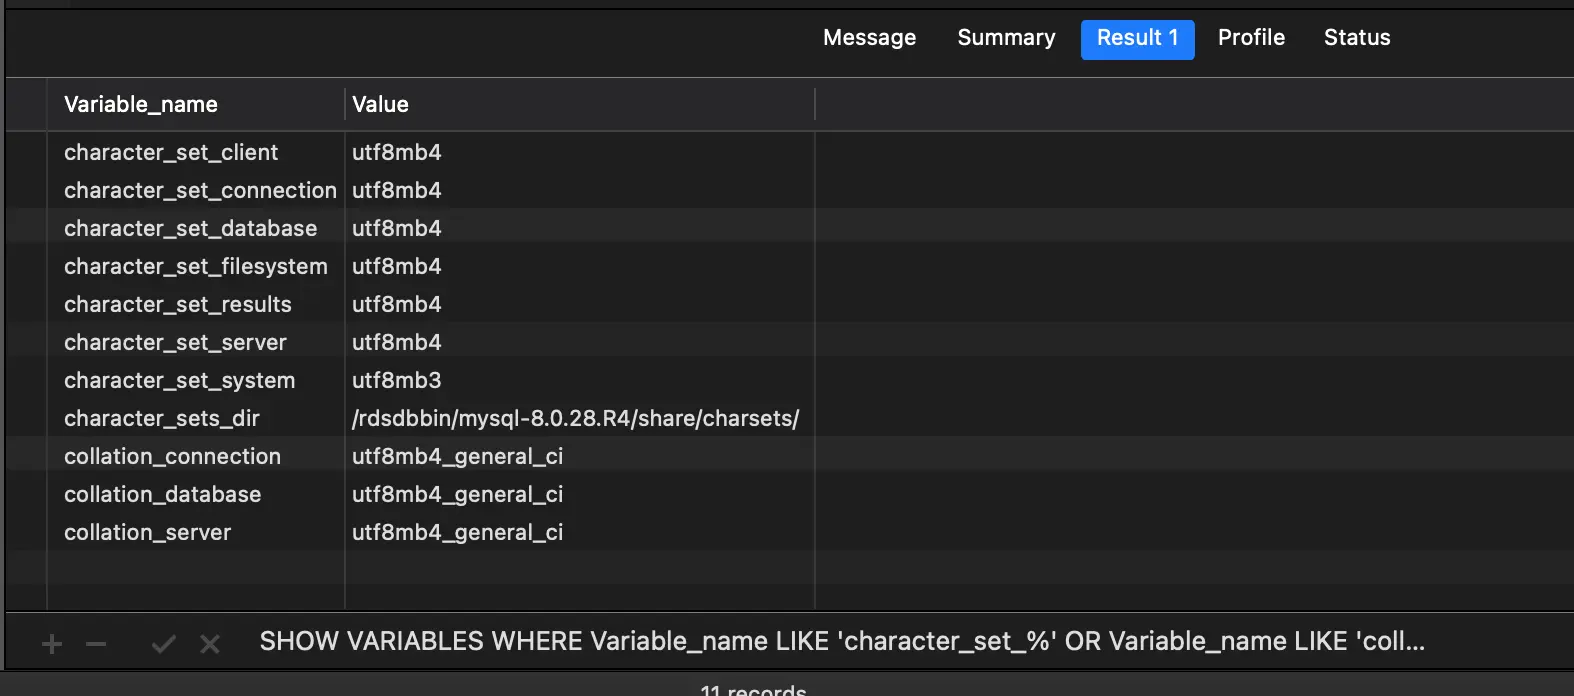 Message Summary Result 1 Profile Status
Variable_name Value
character_set_client utf8mb4
character_set_connection utf8mb4
character_set_database utf8mb4
character_set_filesystem utf8mb4
character_set_results utf8mb4
character_set_server utf8mb4
character_set_system utf8mb3
character_sets_dir /rdsdbbin/mysql-8.0.28.R4/share/charsets/
collation_connection utf8mb4_general_ci
collation_database utf8mb4_general_ci
collation_server utf8mb4_general_ci
SHOW VARIABLES WHERE Variable_name LIKE 'character_set_%' OR Variable_name LIKE 'coll...
11 records